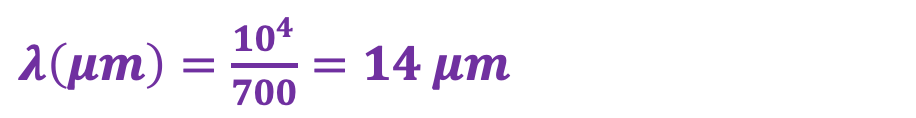 λ(μm) = 10⁴/700 = 14 μm